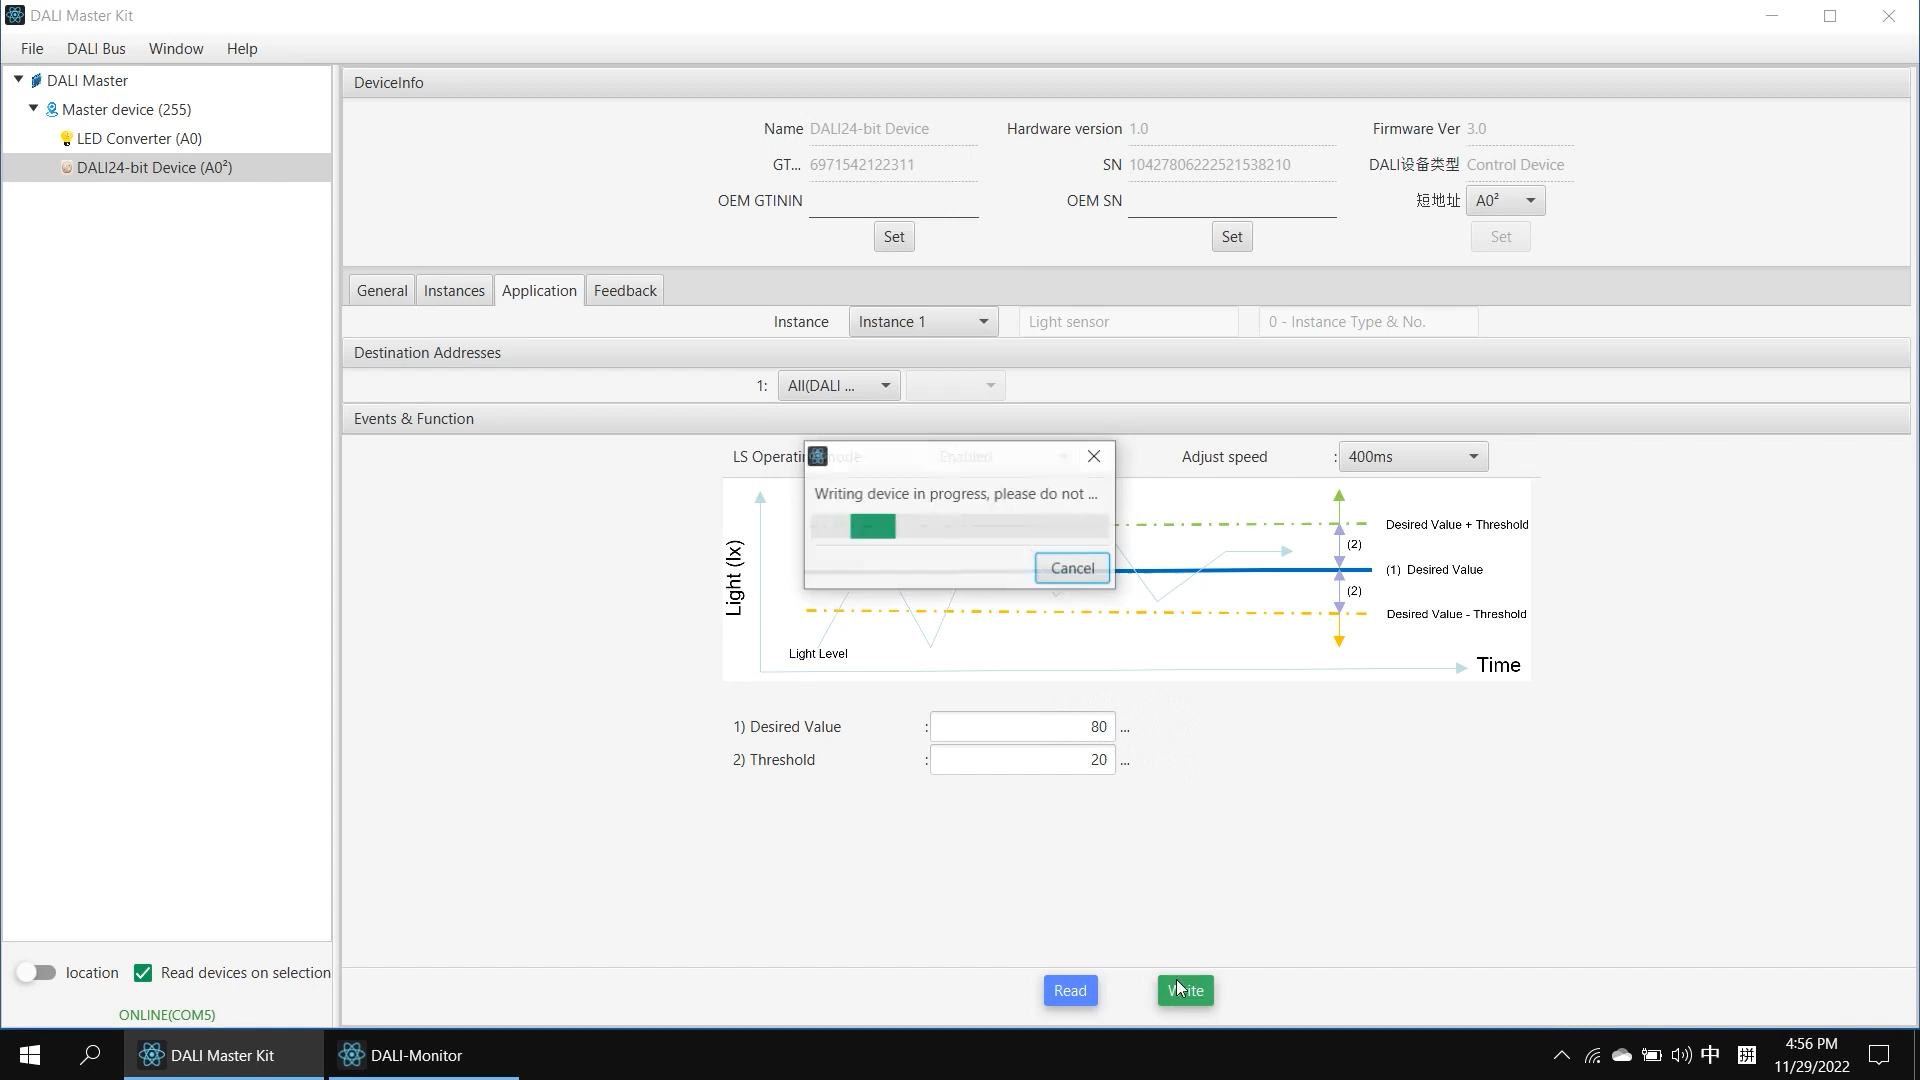 DALI Master Kit
File DALI Bus Window Help
DALI Master
Master device (255)
LED Converter (A0)
DALI24-bit Device (A0²)
DeviceInfo
Name DALI24-bit Device Hardware version 1.0 Firmware Ver 3.0
GT... 6971542122311 SN 10427806222521538210 DALI设备类型 Control Device
OEM GTININ OEM SN 短地址 A0²
Set Set Set
General Instances Application Feedback
Instance Instance 1 Light sensor 0 - Instance Type & No.
Destination Addresses
1: All(DALI ...
Events & Function
LS Operating mode Enabled Adjust speed : 400ms
Writing device in progress, please do not ...
Cancel
Light (lx)
Desired Value + Threshold
(2)
(1) Desired Value
(2)
Desired Value - Threshold
Light Level
Time
1) Desired Value : 80 ...
2) Threshold : 20 ...
location Read devices on selection
Read Write
ONLINE(COM5)
DALI Master Kit DALI-Monitor
中 拼 4:56 PM
11/29/2022